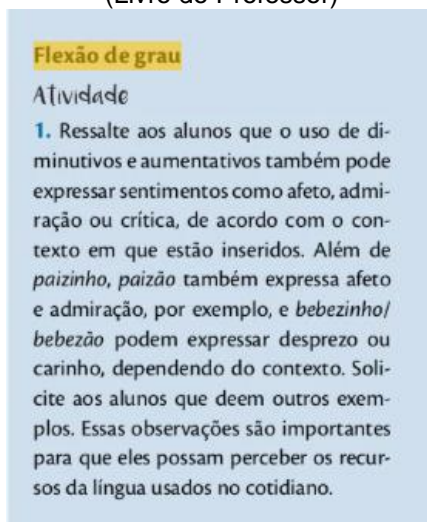 (Livro do Professor)
Flexão de grau
Atividade
1. Ressalte aos alunos que o uso de di-
minutivos e aumentativos também pode
expressar sentimentos como afeto, admi-
ração ou crítica, de acordo com o con-
texto em que estão inseridos. Além de
paizinho, paizão também expressa afeto
e admiração, por exemplo, e bebezinho/
bebezão podem expressar desprezo ou
carinho, dependendo do contexto. Soli-
cite aos alunos que deem outros exem-
plos. Essas observações são importantes
para que eles possam perceber os recur-
sos da língua usados no cotidiano.